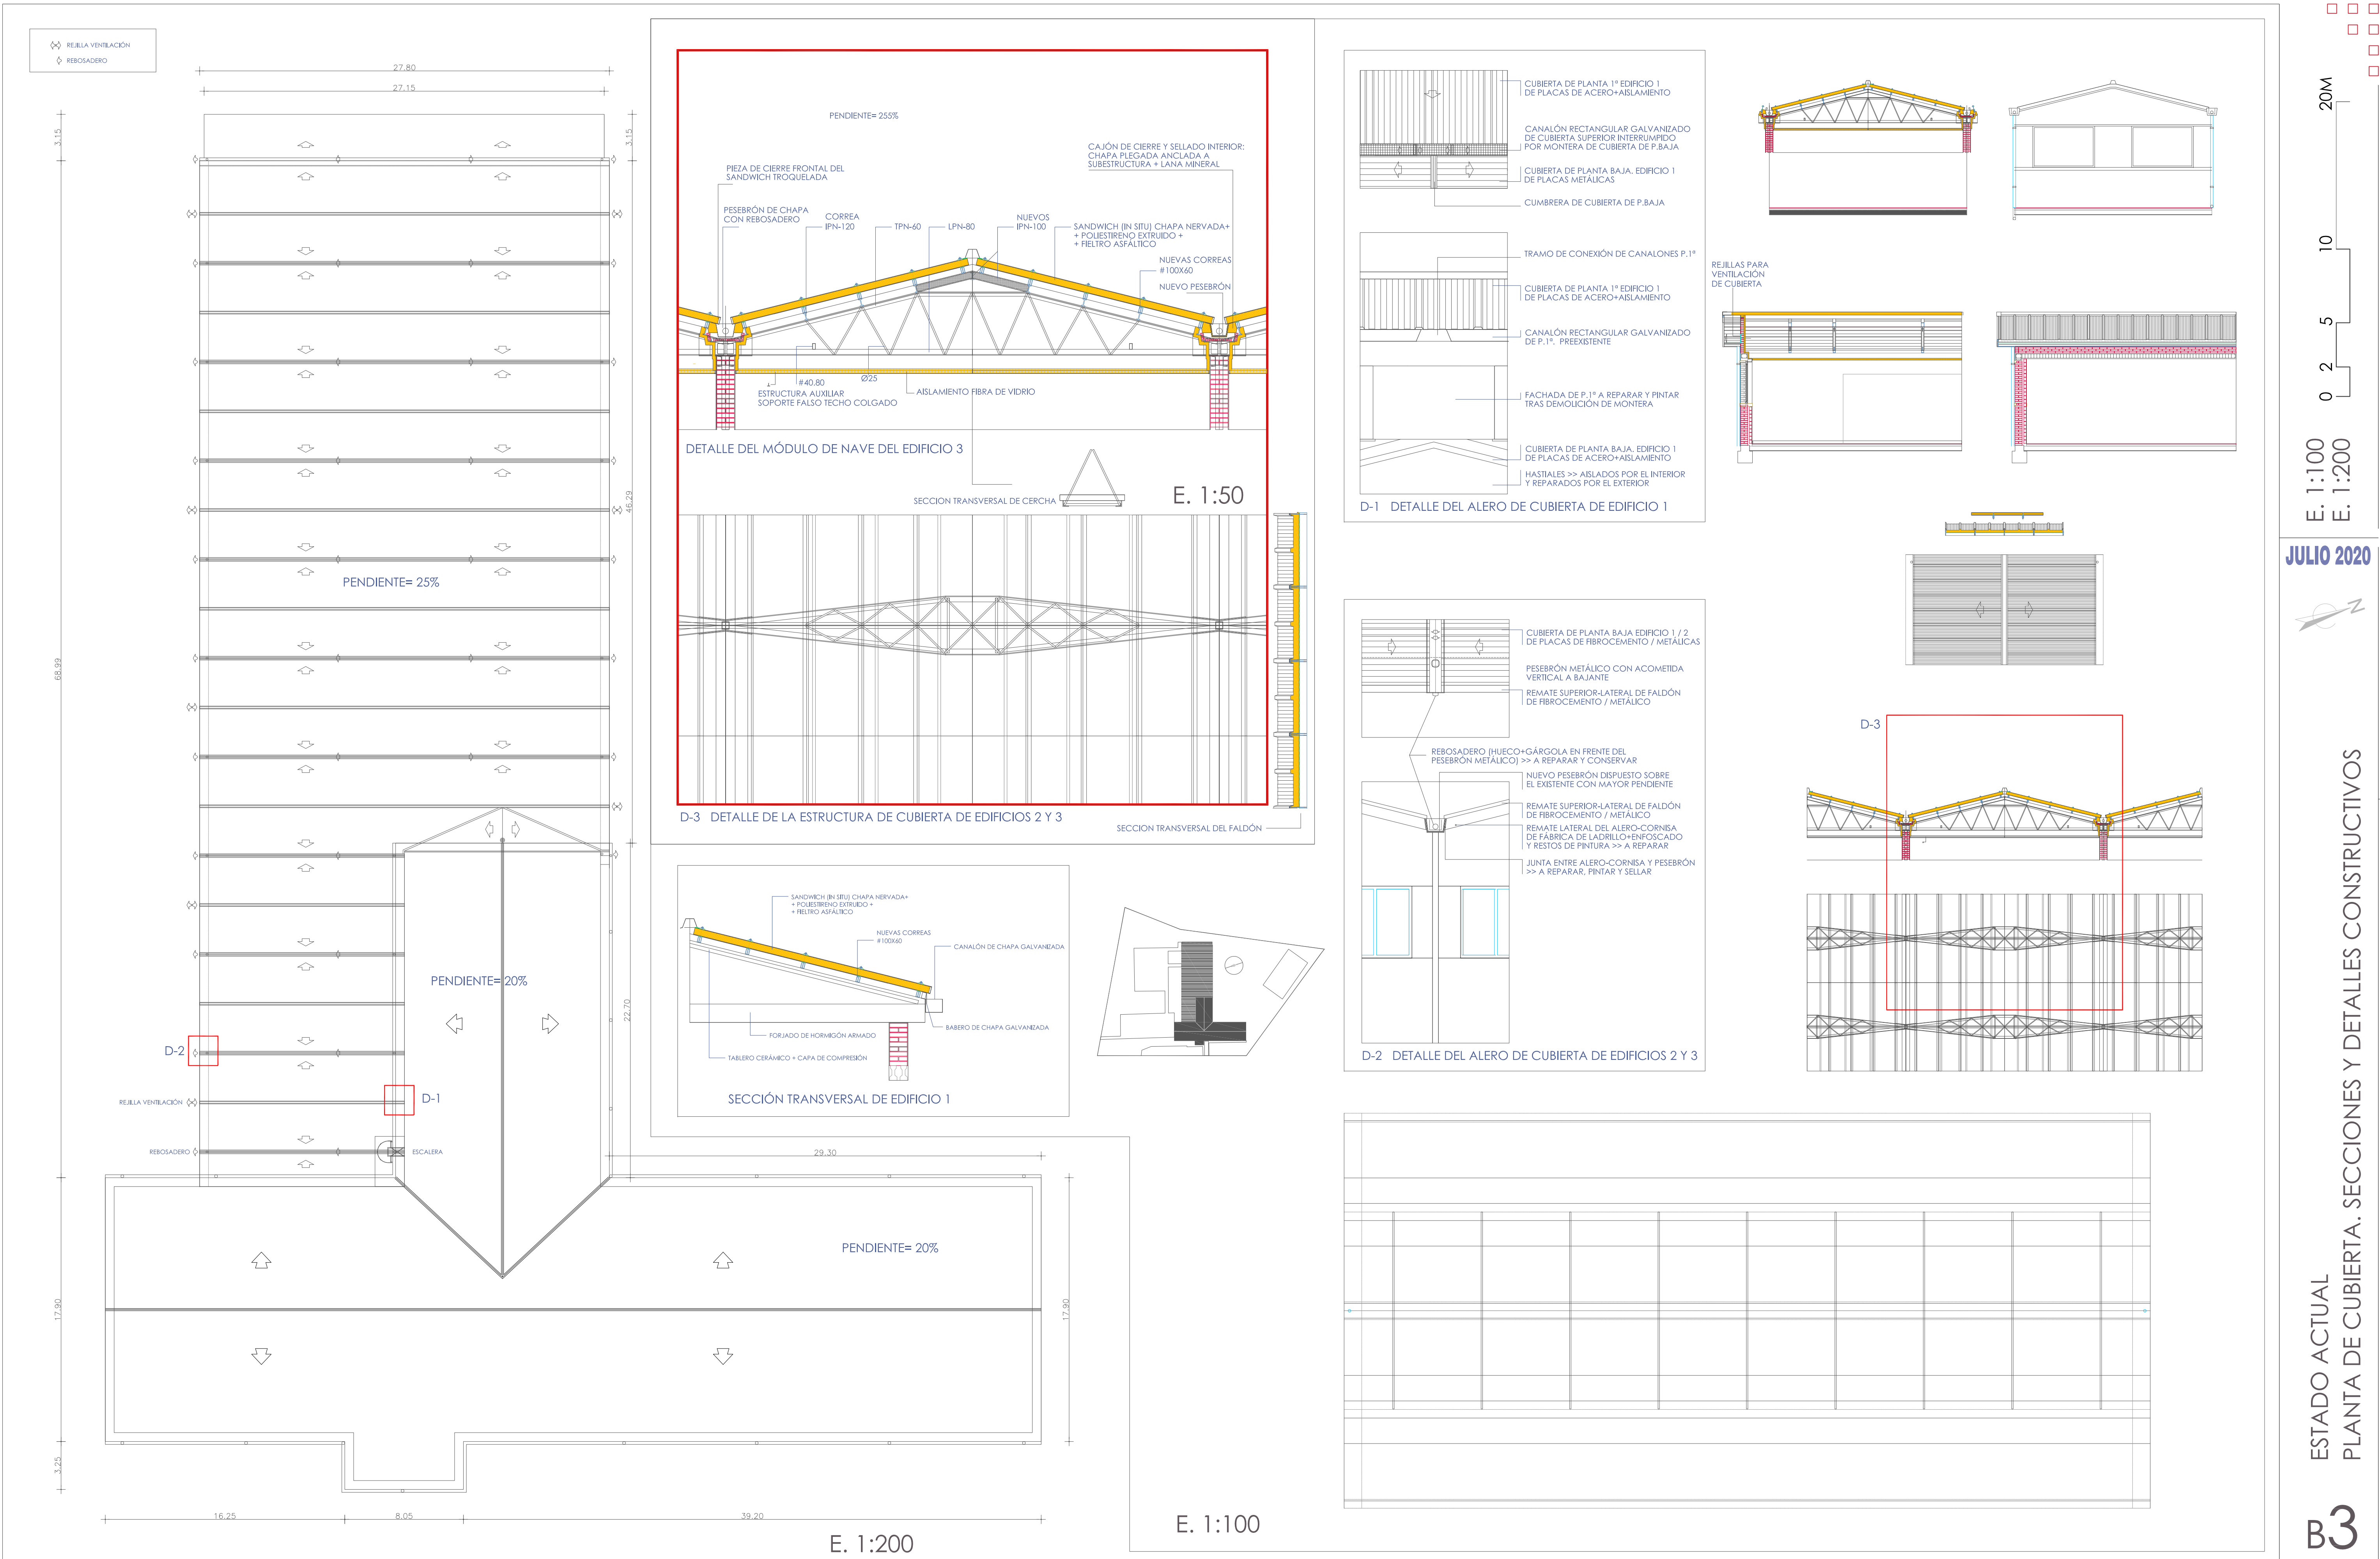 REJILLA VENTILACIÓN
REBOSADERO
27.80
27.15
3.15
3.15
46.29
68.99
PENDIENTE= 25%
22.70
PENDIENTE= 20%
D-2
D-1
REJILLA VENTILACIÓN
REBOSADERO
ESCALERA
29.30
PENDIENTE= 20%
17.90
17.90
3.25
16.25
8.05
39.20
E. 1:200
PENDIENTE= 255%
CAJÓN DE CIERRE Y SELLADO INTERIOR:
CHAPA PLEGADA ANCLADA A
SUBESTRUCTURA + LANA MINERAL
PIEZA DE CIERRE FRONTAL DEL
SANDWICH TROQUELADA
PESEBRÓN DE CHAPA
CON REBOSADERO
CORREA
IPN-120
TPN-60
LPN-80
NUEVOS
IPN-100
SANDWICH (IN SITU) CHAPA NERVADA+
+ POLIESTIRENO EXTRUIDO +
+ FIELTRO ASFÁLTICO
NUEVAS CORREAS
#100X60
NUEVO PESEBRÓN
#40.80
Ø25
ESTRUCTURA AUXILIAR
SOPORTE FALSO TECHO COLGADO
AISLAMIENTO FIBRA DE VIDRIO
DETALLE DEL MÓDULO DE NAVE DEL EDIFICIO 3
SECCION TRANSVERSAL DE CERCHA
E. 1:50
D-3 DETALLE DE LA ESTRUCTURA DE CUBIERTA DE EDIFICIOS 2 Y 3
SECCION TRANSVERSAL DEL FALDÓN
SANDWICH (IN SITU) CHAPA NERVADA+
+ POLIESTIRENO EXTRUIDO +
+ FIELTRO ASFÁLTICO
NUEVAS CORREAS
#100X60
CANALÓN DE CHAPA GALVANIZADA
BABERO DE CHAPA GALVANIZADA
FORJADO DE HORMIGÓN ARMADO
TABLERO CERÁMICO + CAPA DE COMPRESIÓN
SECCIÓN TRANSVERSAL DE EDIFICIO 1
E. 1:100
CUBIERTA DE PLANTA 1ª EDIFICIO 1
DE PLACAS DE ACERO+AISLAMIENTO
CANALÓN RECTANGULAR GALVANIZADO
DE CUBIERTA SUPERIOR INTERRUMPIDO
POR MONTERA DE CUBIERTA DE P.BAJA
CUBIERTA DE PLANTA BAJA. EDIFICIO 1
DE PLACAS METÁLICAS
CUMBRERA DE CUBIERTA DE P.BAJA
TRAMO DE CONEXIÓN DE CANALONES P.1ª
CUBIERTA DE PLANTA 1ª EDIFICIO 1
DE PLACAS DE ACERO+AISLAMIENTO
CANALÓN RECTANGULAR GALVANIZADO
DE P.1ª. PREEXISTENTE
FACHADA DE P.1ª A REPARAR Y PINTAR
TRAS DEMOLICIÓN DE MONTERA
CUBIERTA DE PLANTA BAJA. EDIFICIO 1
DE PLACAS DE ACERO+AISLAMIENTO
HASTIALES >> AISLADOS POR EL INTERIOR
Y REPARADOS POR EL EXTERIOR
D-1 DETALLE DEL ALERO DE CUBIERTA DE EDIFICIO 1
CUBIERTA DE PLANTA BAJA EDIFICIO 1 / 2
DE PLACAS DE FIBROCEMENTO / METÁLICAS
PESEBRÓN METÁLICO CON ACOMETIDA
VERTICAL A BAJANTE
REMATE SUPERIOR-LATERAL DE FALDÓN
DE FIBROCEMENTO / METÁLICO
REBOSADERO (HUECO+GÁRGOLA EN FRENTE DEL
PESEBRÓN METÁLICO) >> A REPARAR Y CONSERVAR
NUEVO PESEBRÓN DISPUESTO SOBRE
EL EXISTENTE CON MAYOR PENDIENTE
REMATE SUPERIOR-LATERAL DE FALDÓN
DE FIBROCEMENTO / METÁLICO
REMATE LATERAL DEL ALERO-CORNISA
DE FÁBRICA DE LADRILLO+ENFOSCADO
Y RESTOS DE PINTURA >> A REPARAR
JUNTA ENTRE ALERO-CORNISA Y PESEBRÓN
>> A REPARAR, PINTAR Y SELLAR
D-2 DETALLE DEL ALERO DE CUBIERTA DE EDIFICIOS 2 Y 3
REJILLAS PARA
VENTILACIÓN
DE CUBIERTA
D-3
0 2 5 10 20M
E. 1:100
E. 1:200
JULIO 2020
N
ESTADO ACTUAL
PLANTA DE CUBIERTA. SECCIONES Y DETALLES CONSTRUCTIVOS
B3